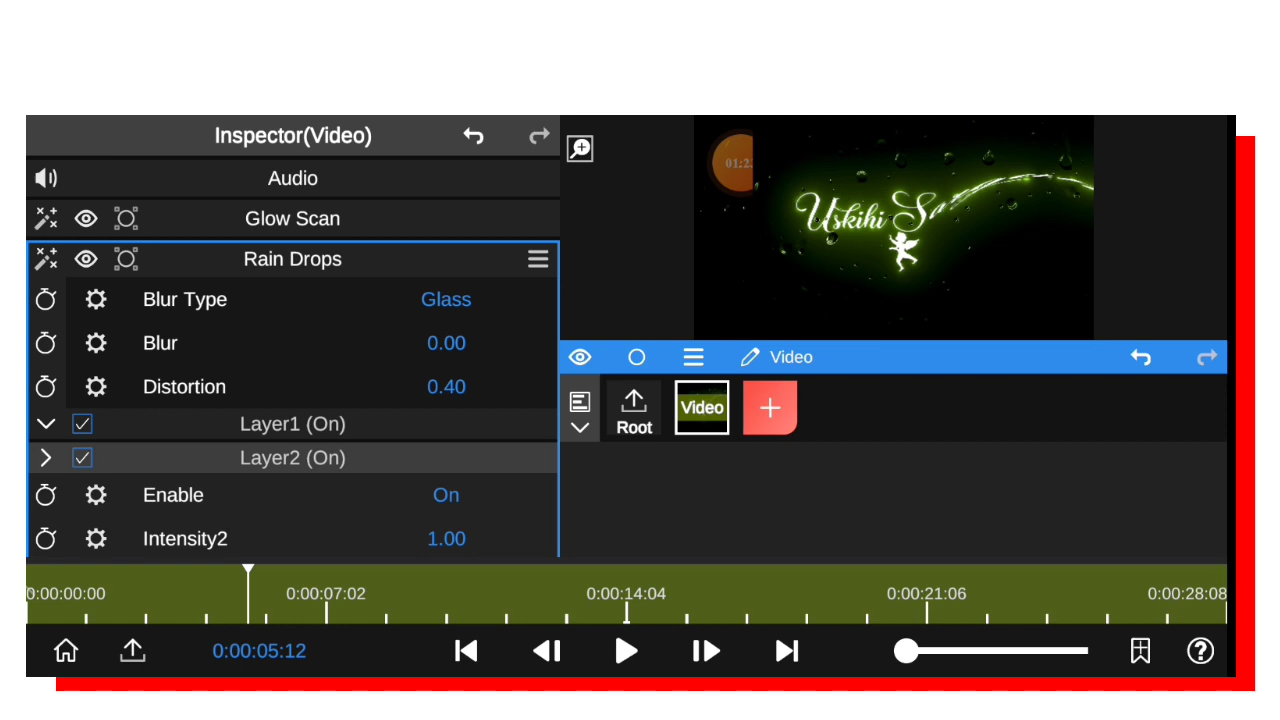 Inspector(Video)
Audio
Glow Scan
Rain Drops
Blur Type Glass
Blur 0.00
Distortion 0.40
Layer1 (On)
Layer2 (On)
Enable On
Intensity2 1.00
Uskihi
Video
Root
Video
0:00:00:00 0:00:07:02 0:00:14:04 0:00:21:06 0:00:28:08
0:00:05:12